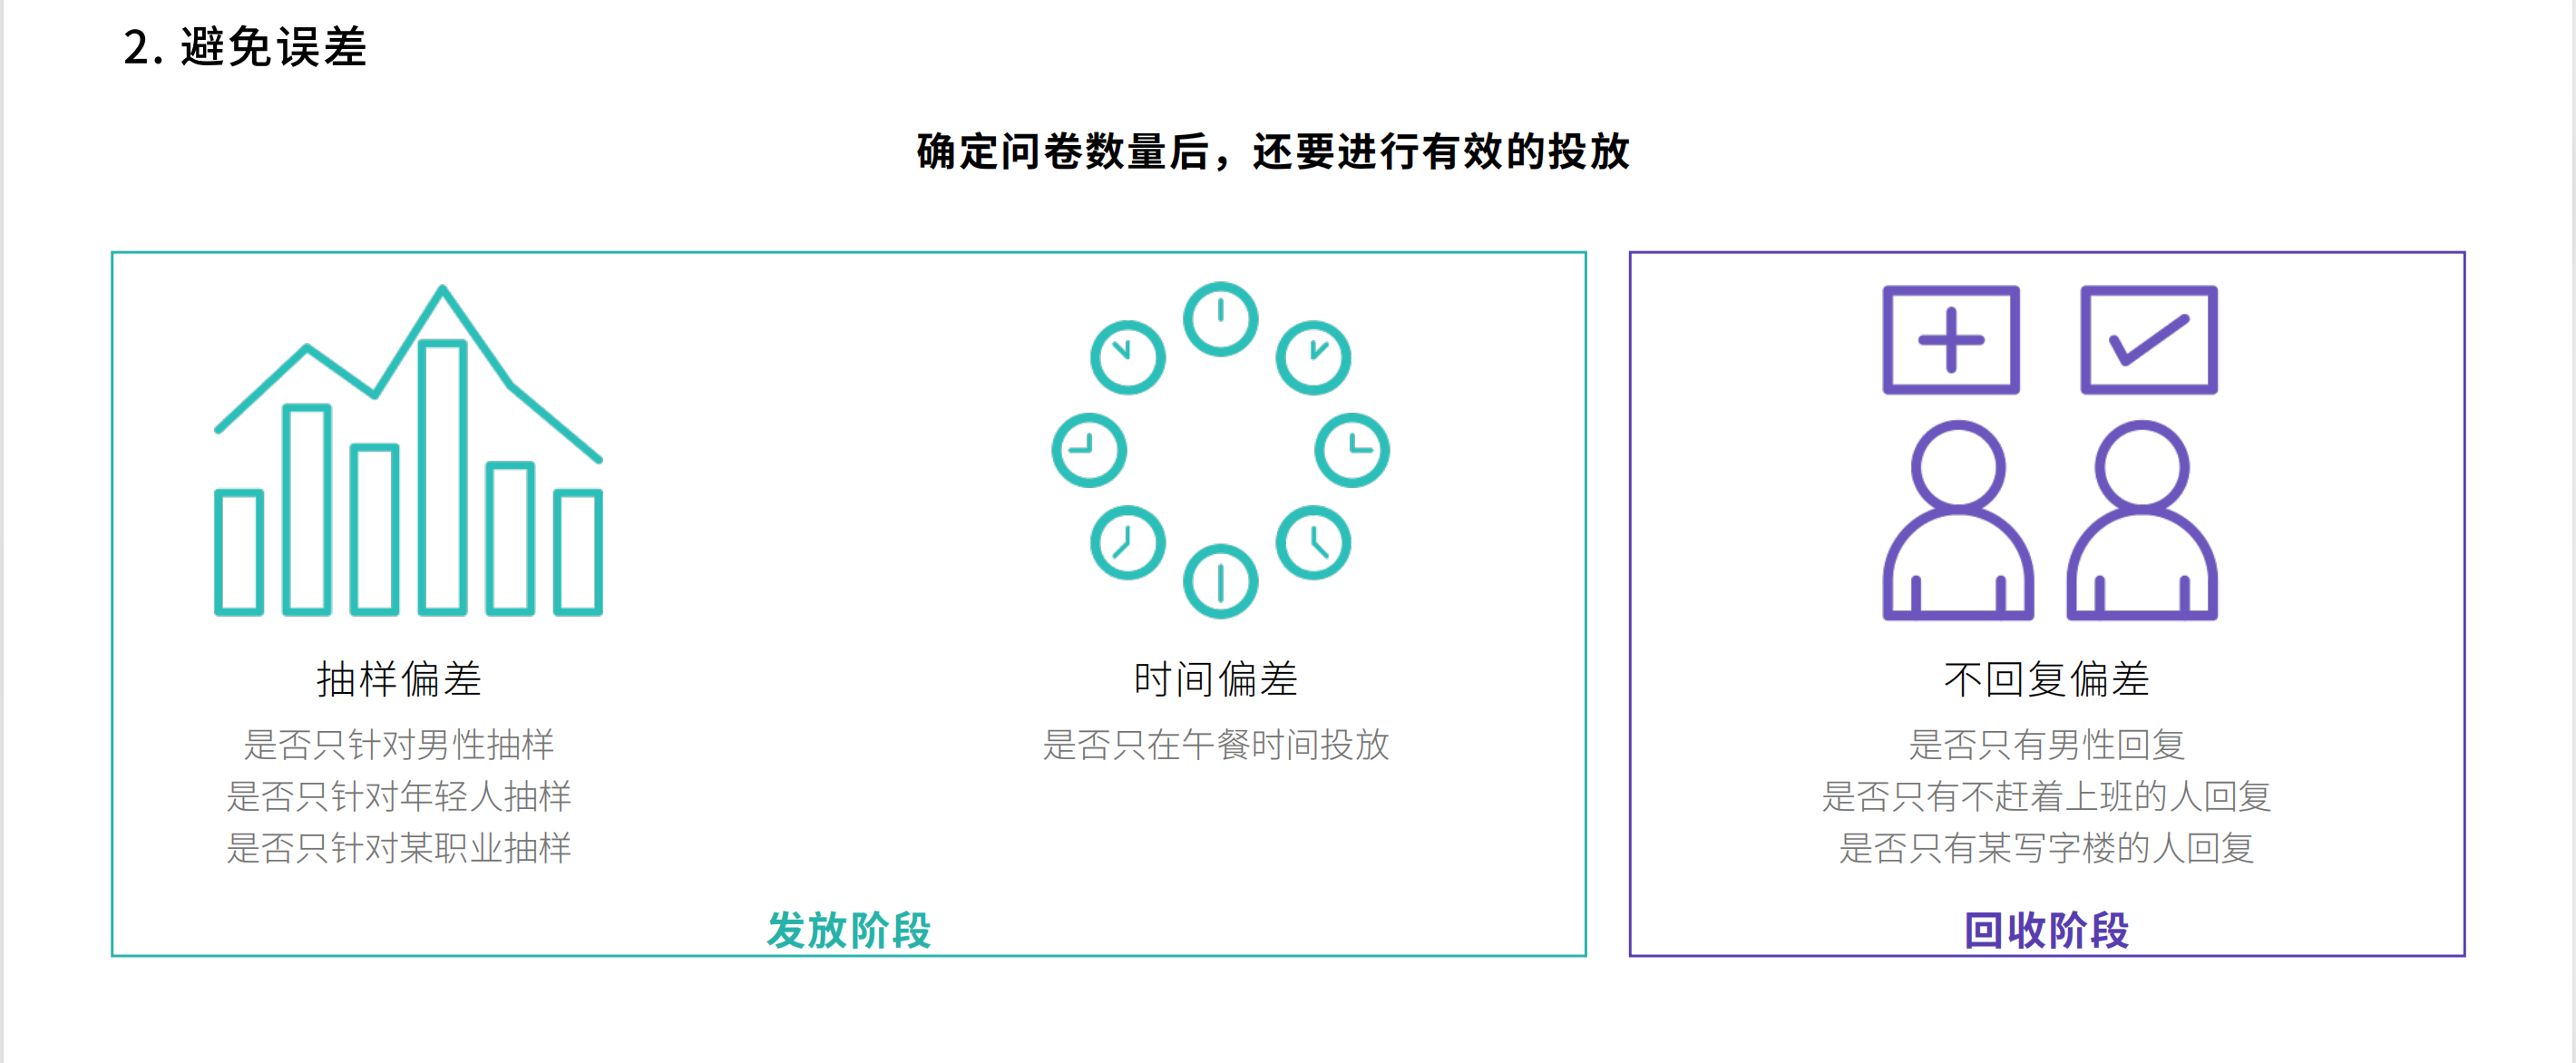 2. 避免误差
确定问卷数量后，还要进行有效的投放
抽样偏差
是否只针对男性抽样
是否只针对年轻人抽样
是否只针对某职业抽样
时间偏差
是否只在午餐时间投放
发放阶段
不回复偏差
是否只有男性回复
是否只有不赶着上班的人回复
是否只有某写字楼的人回复
回收阶段